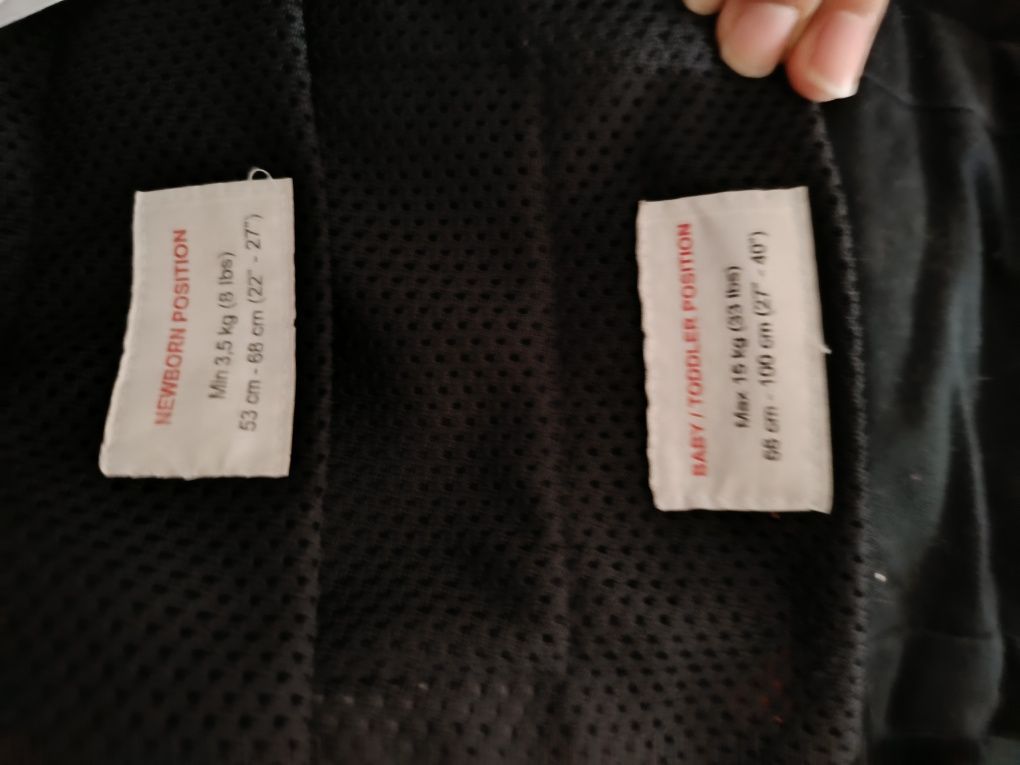 NEWBORN POSITION
Min 3,5 kg (8 lbs)
53 cm - 68 cm (22" - 27")
BABY / TODDLER POSITION
Max 15 kg (33 lbs)
68 cm - 100 cm (27" - 40")